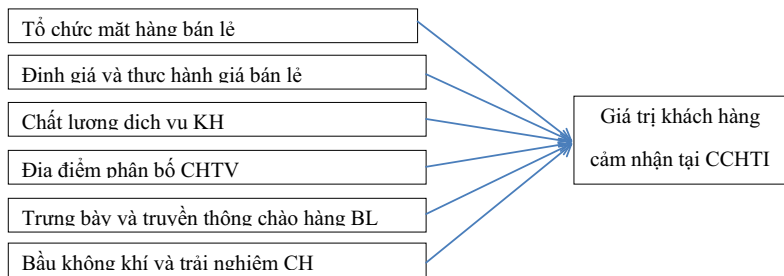 Tổ chức mặt hàng bán lẻ
Định giá và thực hành giá bán lẻ
Chất lượng dịch vụ KH
Địa điểm phân bố CHTV
Trưng bày và truyền thông chào hàng BL
Bầu không khí và trải nghiệm CH
Giá trị khách hàng
cảm nhận tại CCHTI